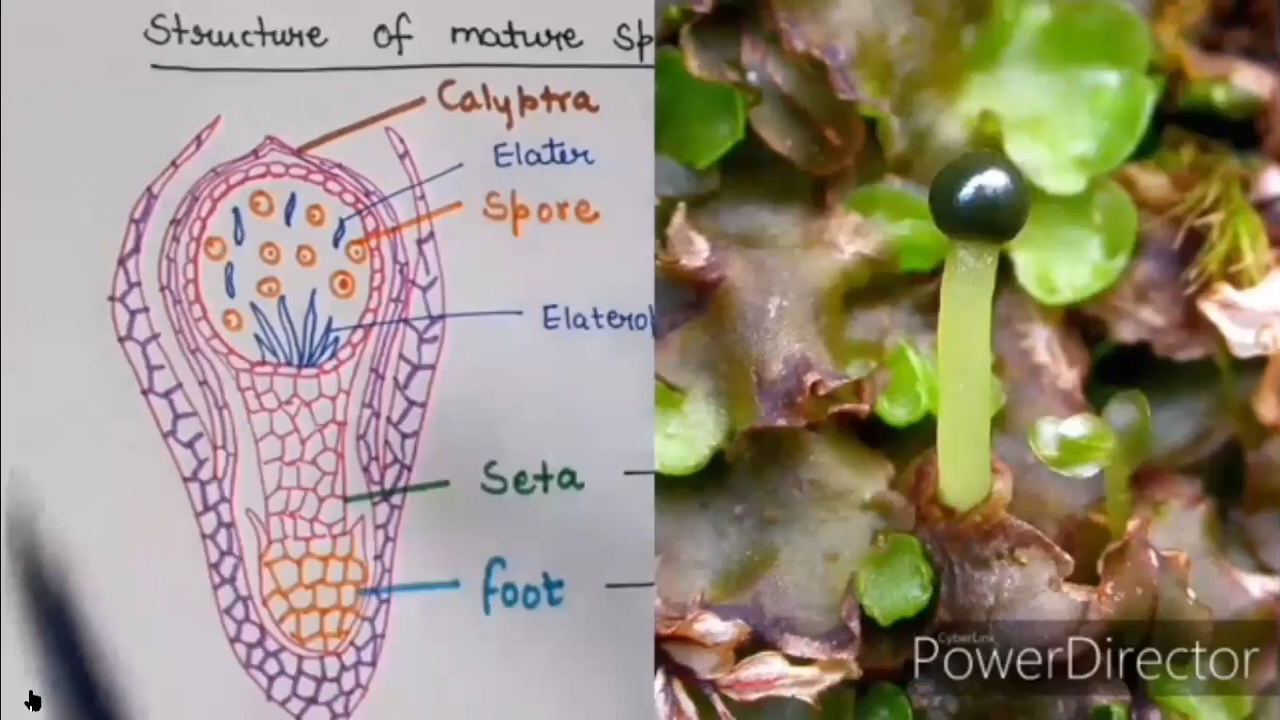 Structure of mature Sp
Calyptra
Elater
Spore
Elaterol
Seta
foot
CyberLink
PowerDirector